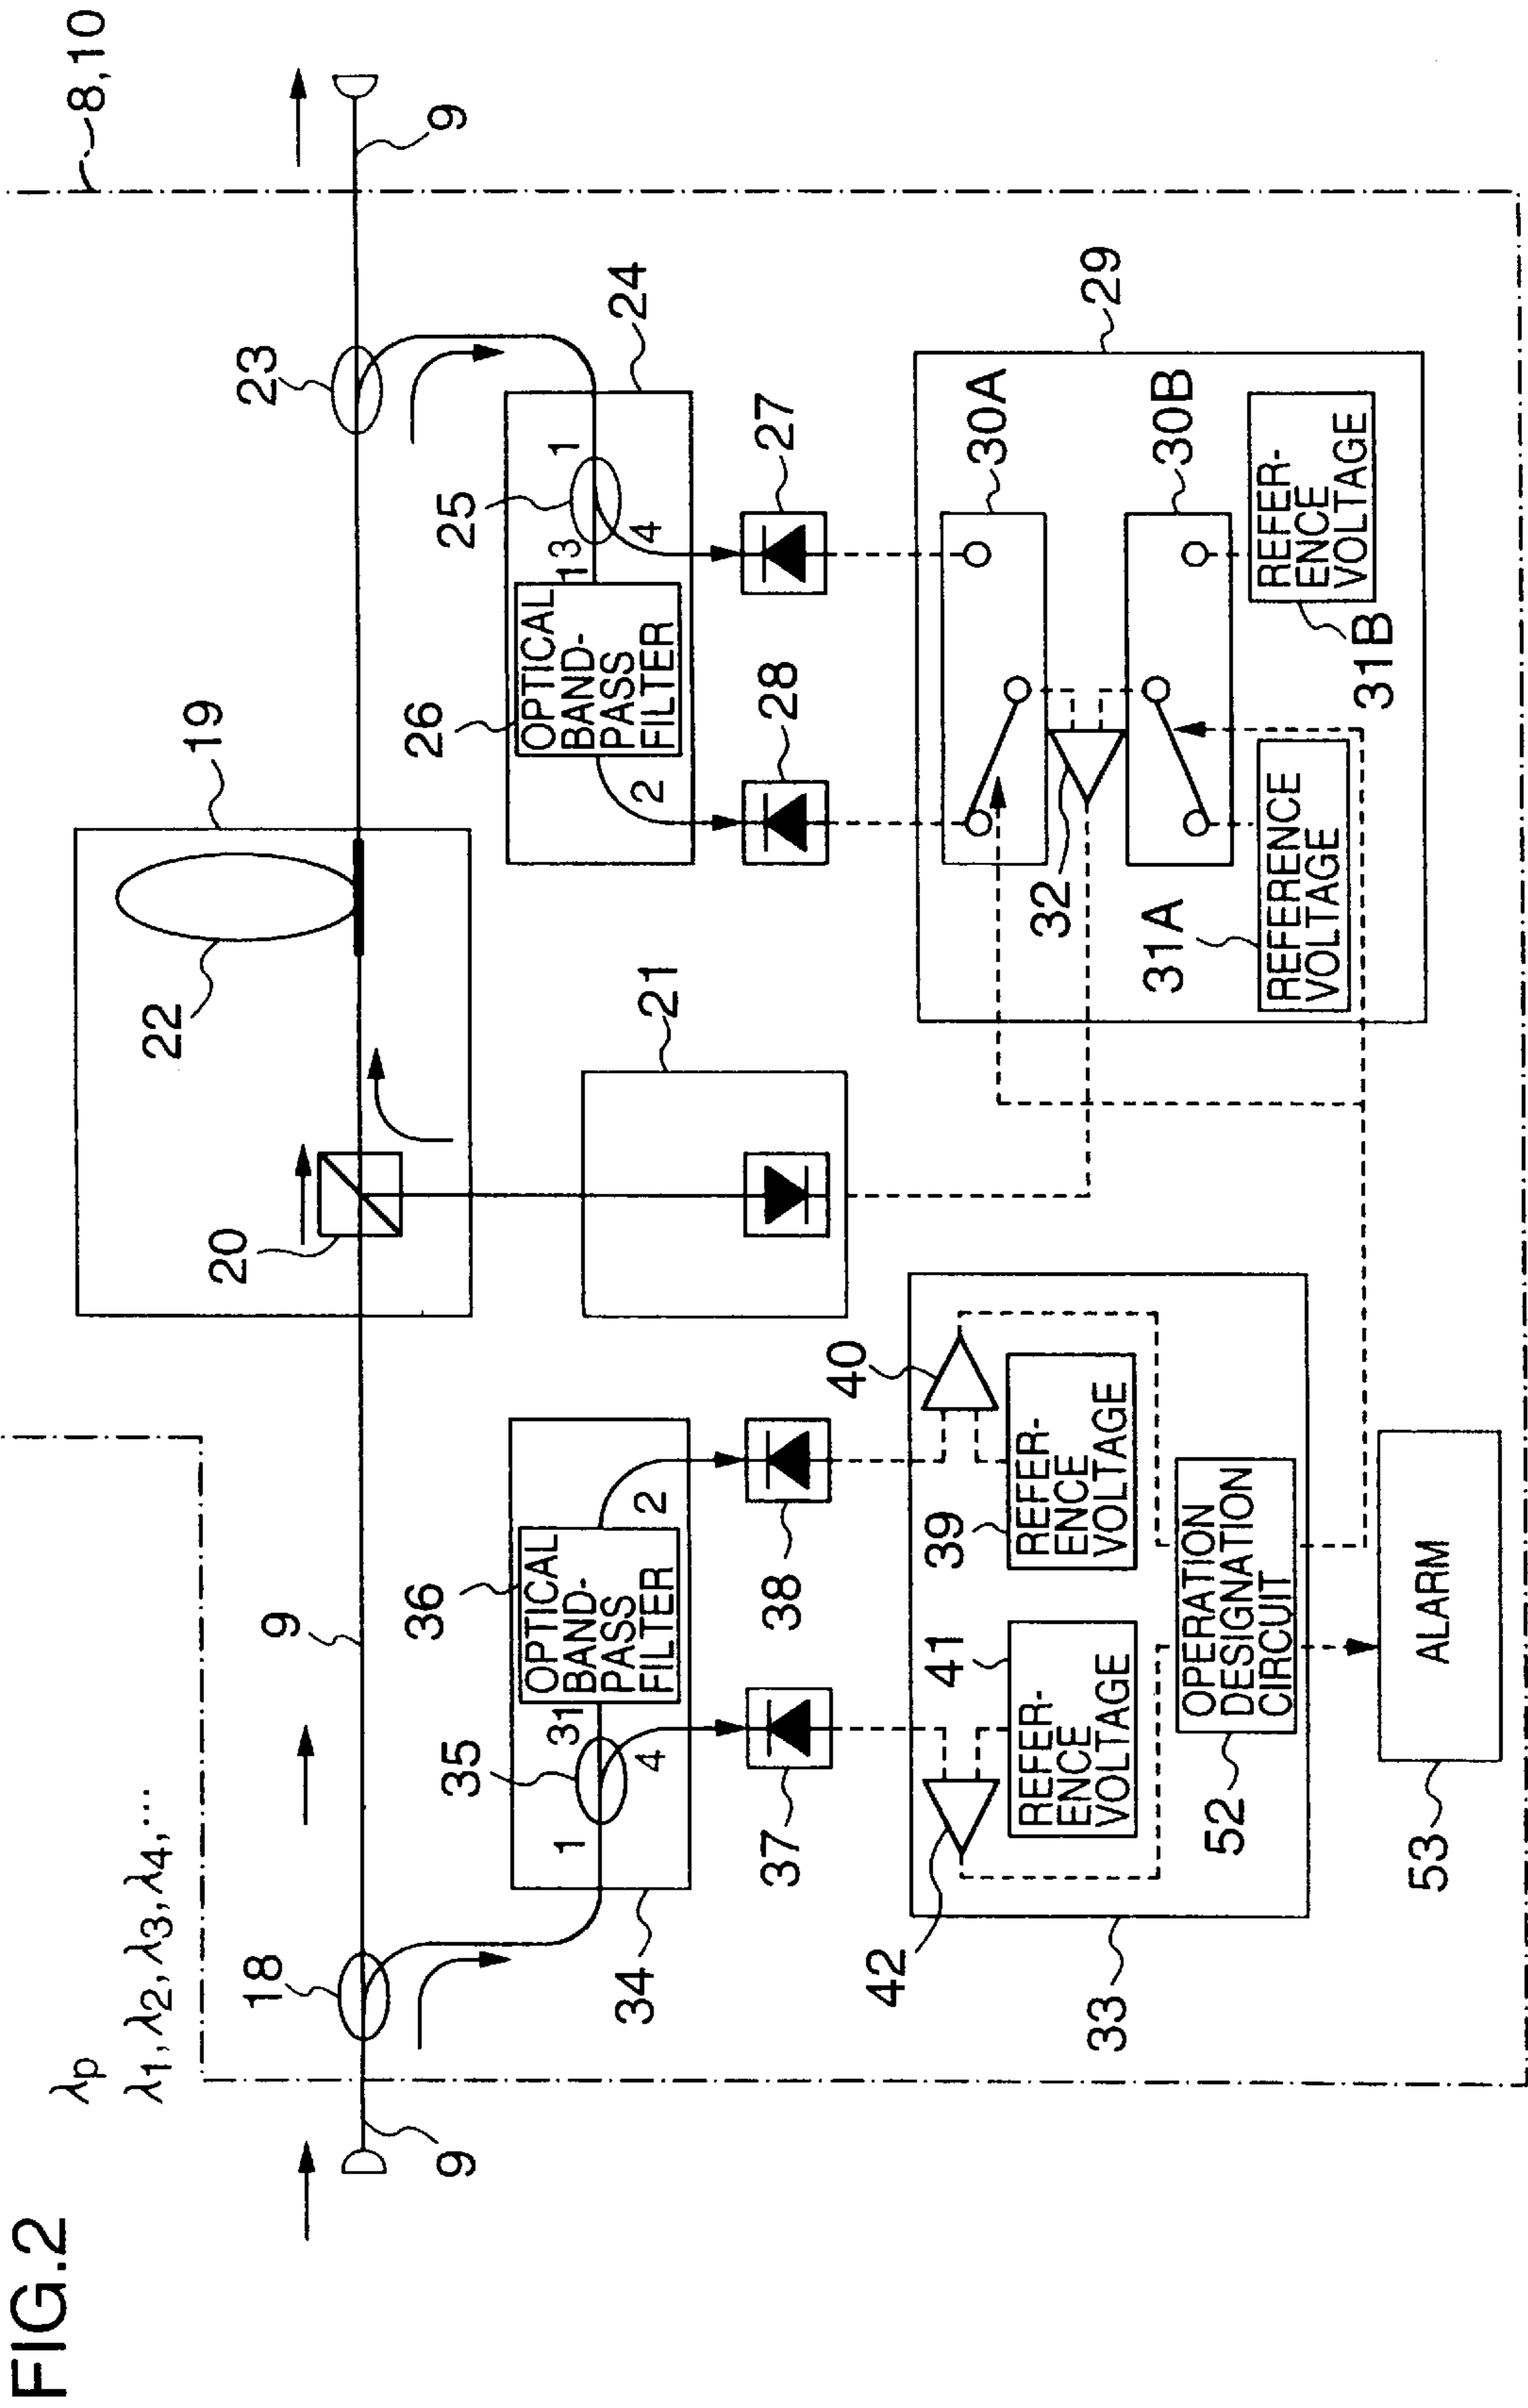 FIG.2
λp
λ1, λ2, λ3, λ4, ...
8,10
9
18
9
20
19
22
23
9
9
34
1
35
31
4
OPTICAL
BAND-
PASS
FILTER
36
2
37
38
21
26
OPTICAL
BAND-
PASS
FILTER
2
13
25
1
4
24
28
27
33
42
41
REFER-
ENCE
VOLTAGE
40
39
REFER-
ENCE
VOLTAGE
52
OPERATION
DESIGNATION
CIRCUIT
53
ALARM
29
30A
32
30B
31A
REFERENCE
VOLTAGE
31B
REFER-
ENCE
VOLTAGE